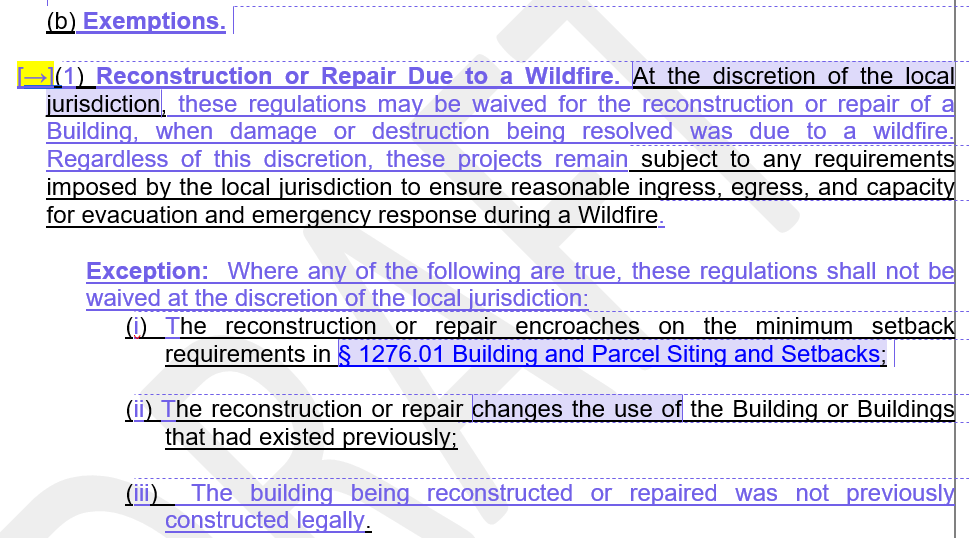 (b) Exemptions.
[→](1) Reconstruction or Repair Due to a Wildfire. At the discretion of the local
jurisdiction, these regulations may be waived for the reconstruction or repair of a
Building, when damage or destruction being resolved was due to a wildfire.
Regardless of this discretion, these projects remain subject to any requirements
imposed by the local jurisdiction to ensure reasonable ingress, egress, and capacity
for evacuation and emergency response during a Wildfire.
Exception: Where any of the following are true, these regulations shall not be
waived at the discretion of the local jurisdiction:
(i) The reconstruction or repair encroaches on the minimum setback
requirements in § 1276.01 Building and Parcel Siting and Setbacks;
(ii) The reconstruction or repair changes the use of the Building or Buildings
that had existed previously;
(iii) The building being reconstructed or repaired was not previously
constructed legally.
DRAFT